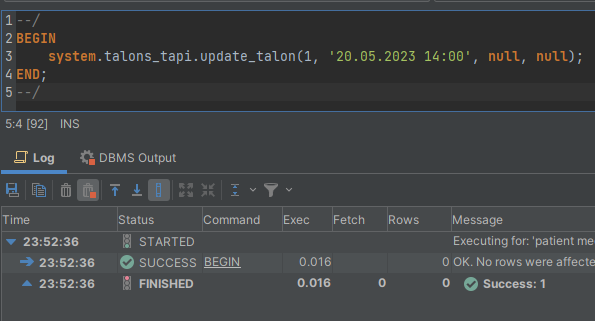 1 --/
2 BEGIN
3 system.talons_tapi.update_talon(1, '20.05.2023 14:00', null, null);
4 END;
5 --/
5:4 [92] INS
Log DBMS Output
Time Status Command Exec Fetch Rows Message
23:52:36 STARTED Executing for: 'patient me
23:52:36 SUCCESS BEGIN 0.016 0 OK. No rows were affecte
23:52:36 FINISHED 0.016 0 0 Success: 1